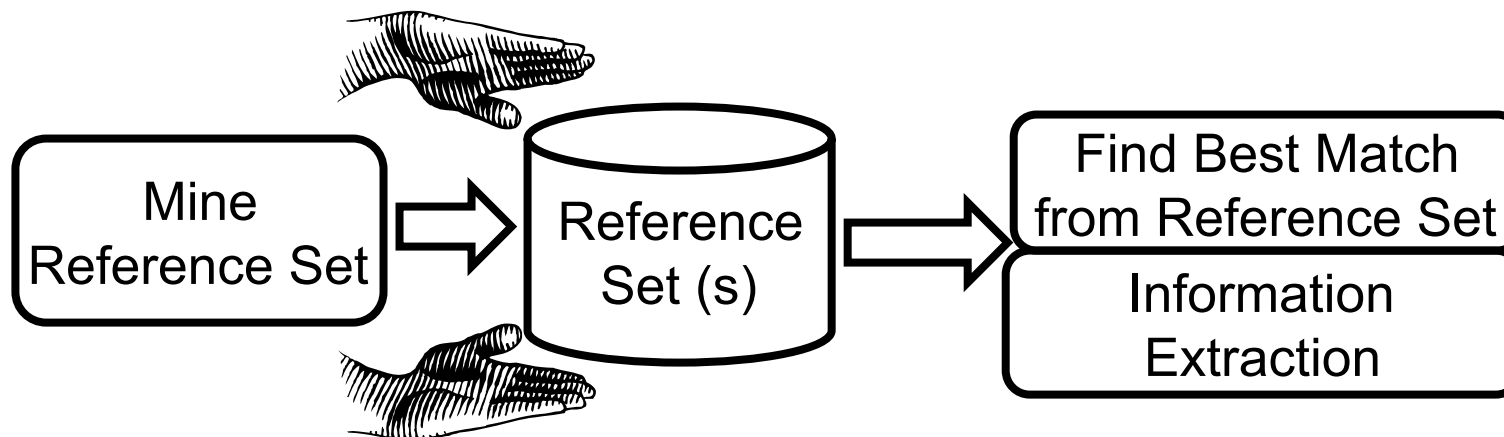 Mine
Reference Set
Reference
Set (s)
Find Best Match
from Reference Set
Information
Extraction